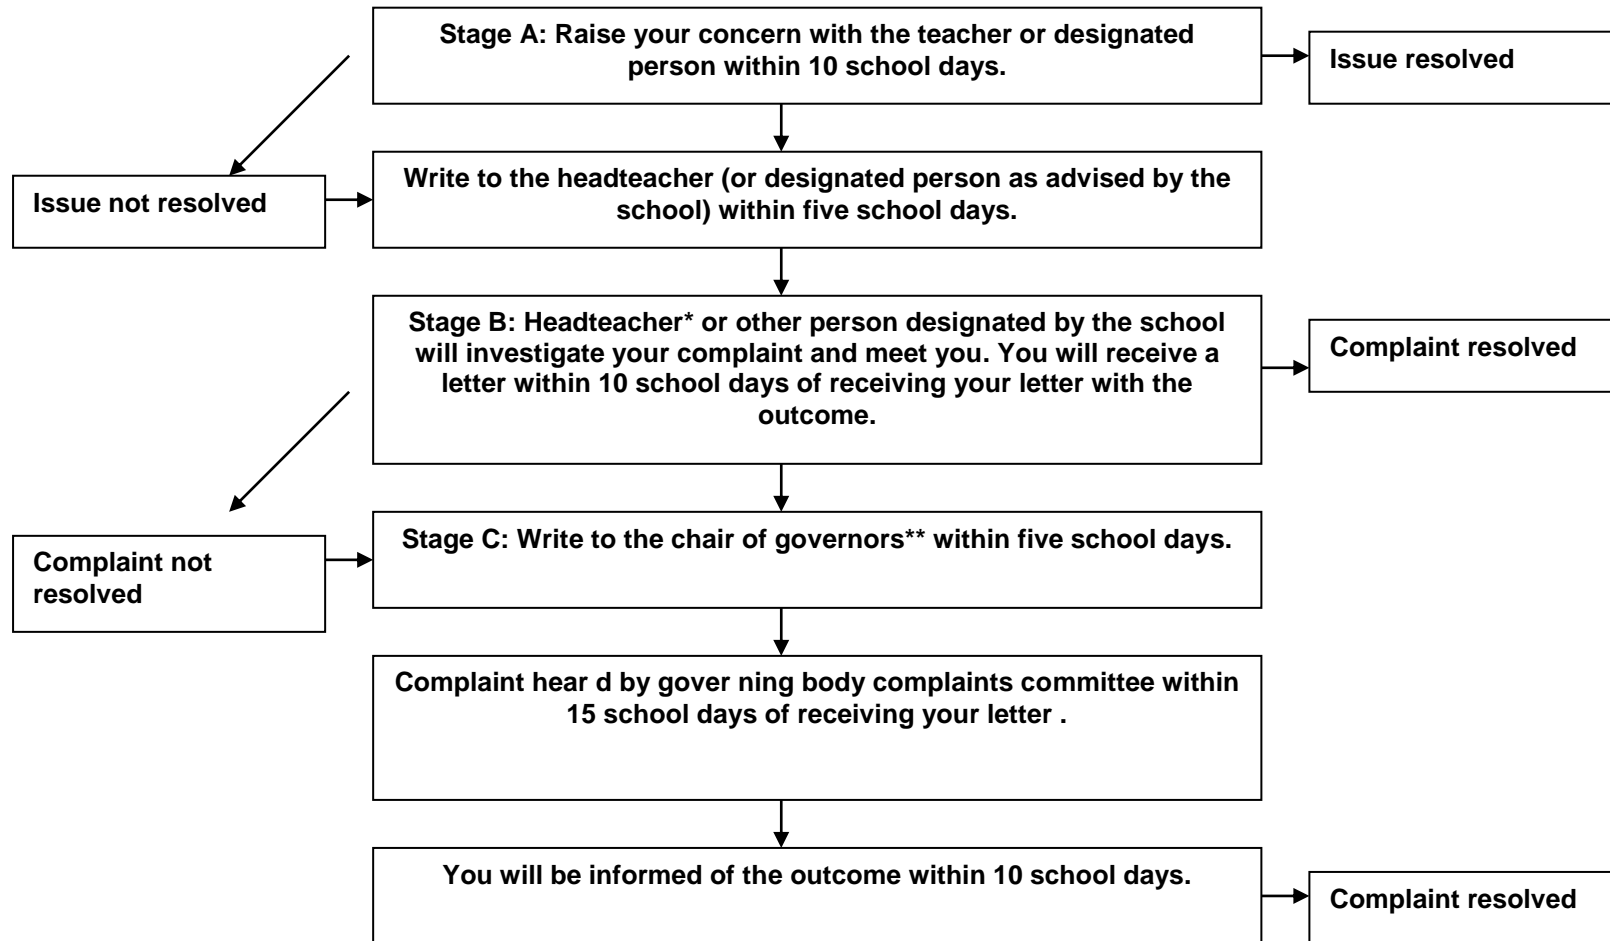 Stage A: Raise your concern with the teacher or designated
person within 10 school days.
Issue resolved
Issue not resolved
Write to the headteacher (or designated person as advised by the
school) within five school days.
Stage B: Headteacher* or other person designated by the school
will investigate your complaint and meet you. You will receive a
letter within 10 school days of receiving your letter with the
outcome.
Complaint resolved
Complaint not
resolved
Stage C: Write to the chair of governors** within five school days.
Complaint hear d by gover ning body complaints committee within
15 school days of receiving your letter .
You will be informed of the outcome within 10 school days.
Complaint resolved